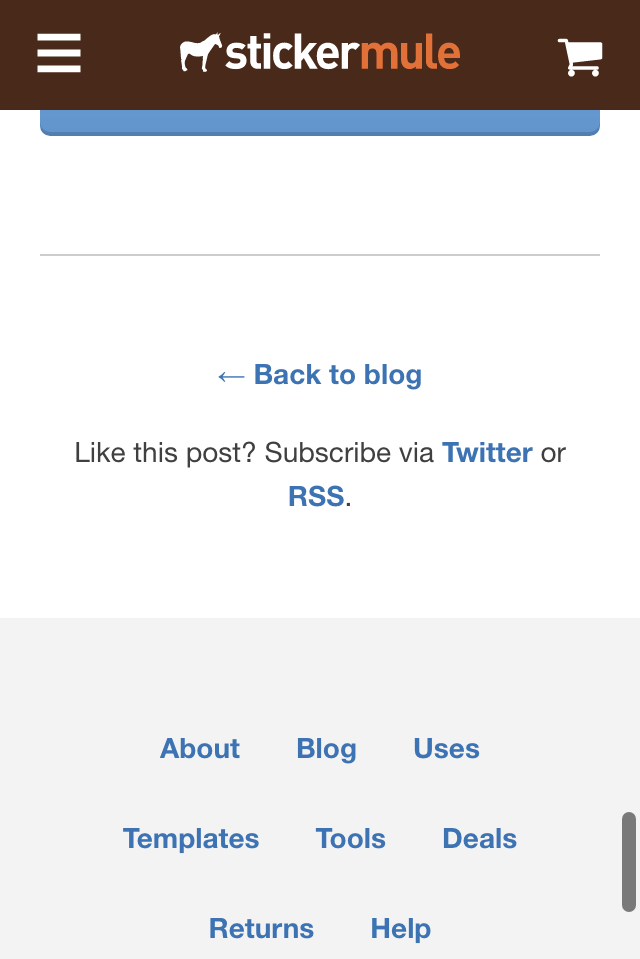 stickermule
← Back to blog
Like this post? Subscribe via Twitter or
RSS.
About Blog Uses
Templates Tools Deals
Returns Help